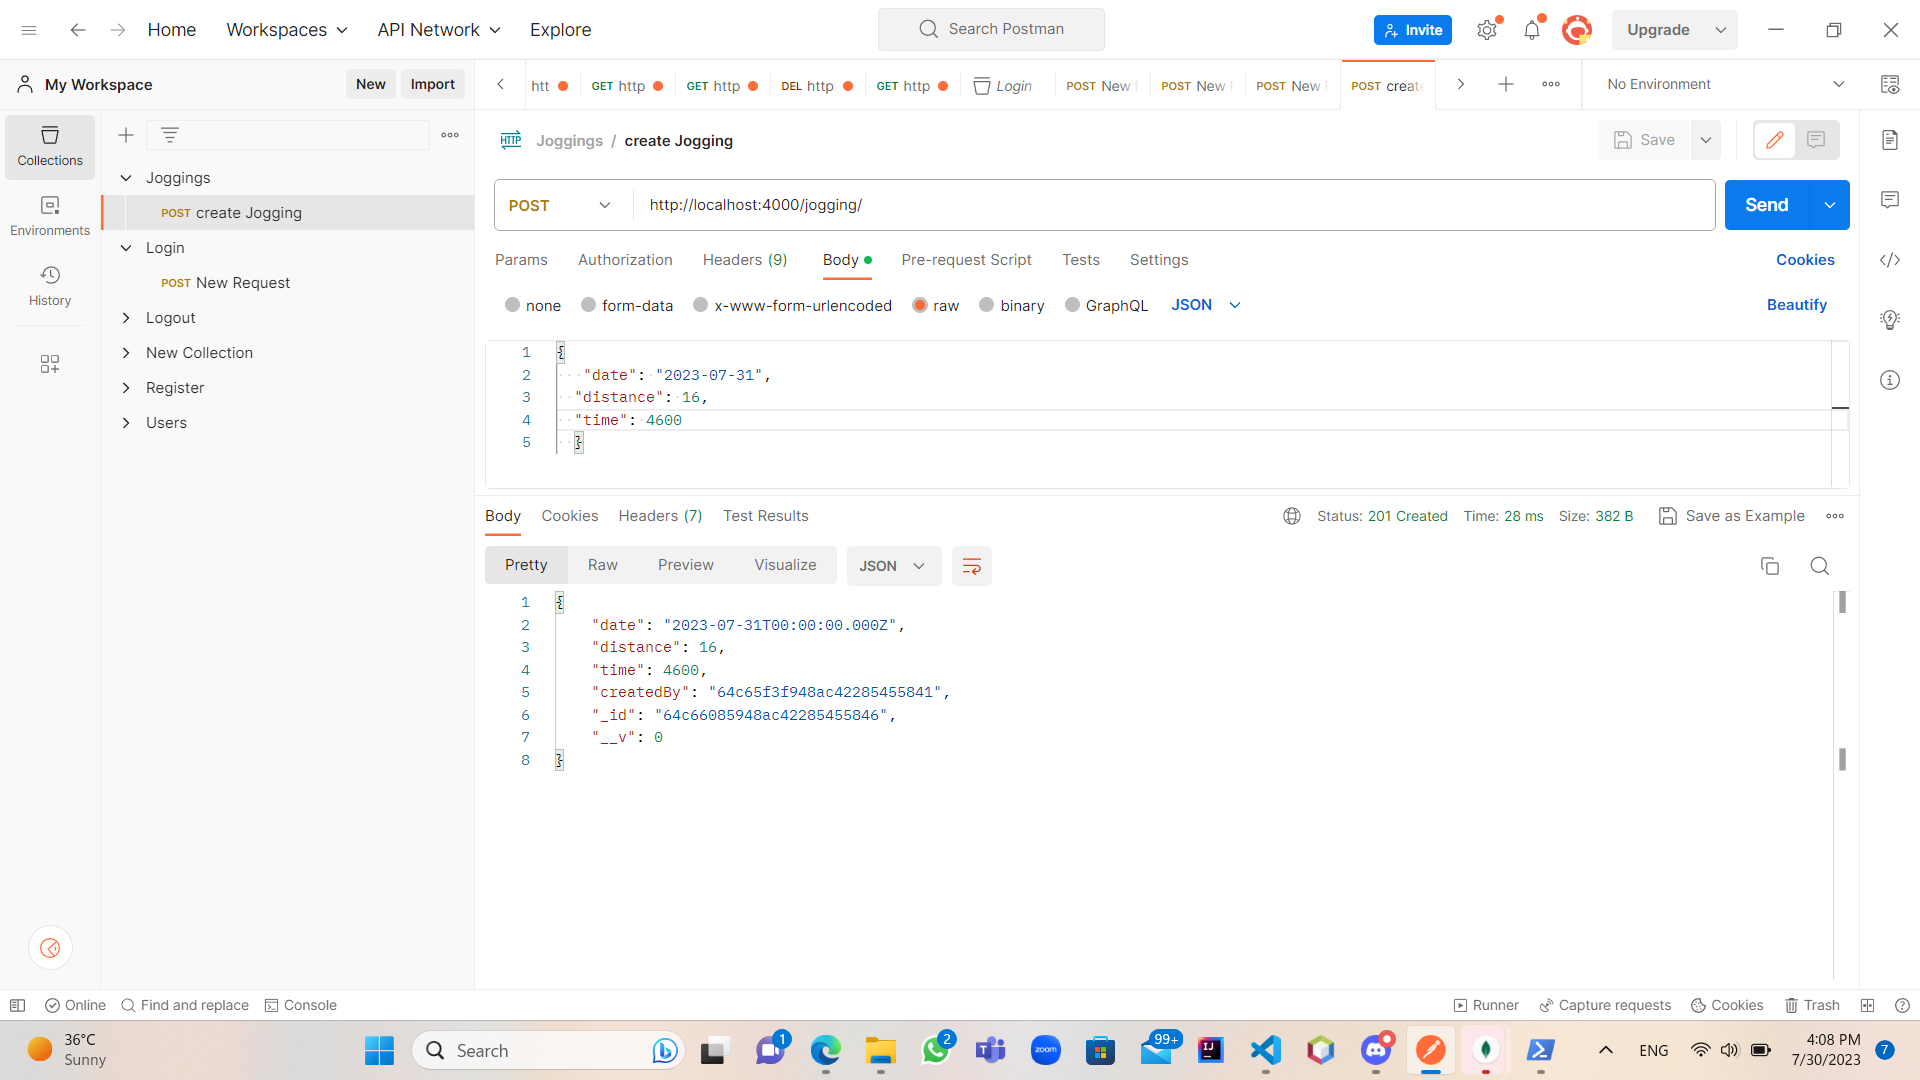 Home
Workspaces
API Network
Explore
Search Postman
Invite
Upgrade
My Workspace
New
Import
htt
GET http
GET http
DEL http
GET http
Login
POST New
POST New
POST New
POST creat
No Environment
Collections
Environments
History
Joggings
POST create Jogging
Login
POST New Request
Logout
New Collection
Register
Users
HTTP Joggings / create Jogging
Save
POST http://localhost:4000/jogging/
Send
Params Authorization Headers (9) Body Pre-request Script Tests Settings
Cookies
none form-data x-www-form-urlencoded raw binary GraphQL JSON
Beautify
1 {
2 "date": "2023-07-31",
3 "distance": 16,
4 "time": 4600
5 }
Body Cookies Headers (7) Test Results
Status: 201 Created Time: 28 ms Size: 382 B Save as Example
Pretty Raw Preview Visualize JSON
1 {
2 "date": "2023-07-31T00:00:00.000Z",
3 "distance": 16,
4 "time": 4600,
5 "createdBy": "64c65f3f948ac42285455841",
6 "_id": "64c66085948ac42285455846",
7 "__v": 0
8 }
Online Find and replace Console
Runner Capture requests Cookies Trash
36°C
Sunny
Search
1
2
zoom
99+
IJ
ENG
4:08 PM
7/30/2023
7